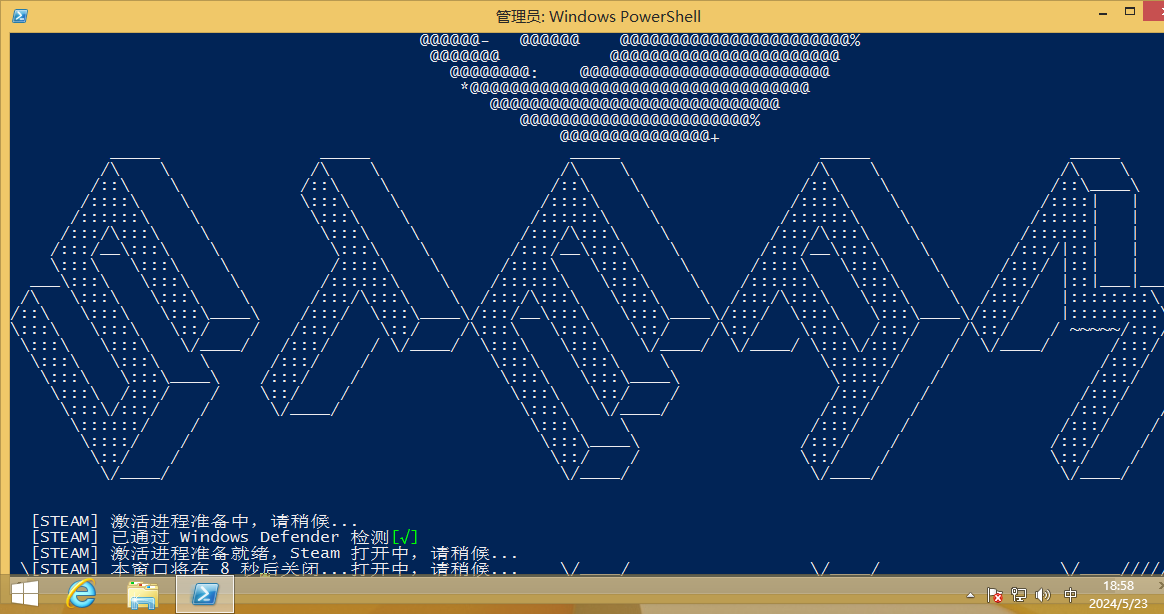 管理员: Windows PowerShell
@@@@@@- @@@@@@ @@@@@@@@@@@@@@@@@@@@@@@%
@@@@@@@ @@@@@@@@@@@@@@@@@@@@@@@
@@@@@@@@: @@@@@@@@@@@@@@@@@@@@@@@@@
*@@@@@@@@@@@@@@@@@@@@@@@@@@@@@@@@@@
@@@@@@@@@@@@@@@@@@@@@@@@@@@@@
@@@@@@@@@@@@@@@@@@@@@@@%
@@@@@@@@@@@@@@@+
[STEAM] 激活进程准备中, 请稍候...
[STEAM] 已通过 Windows Defender 检测[√]
[STEAM] 激活进程准备就绪, Steam 打开中, 请稍候...
\[STEAM] 本窗口将在 8 秒后关闭...打开中, 请稍候...
中
18:58
2024/5/23